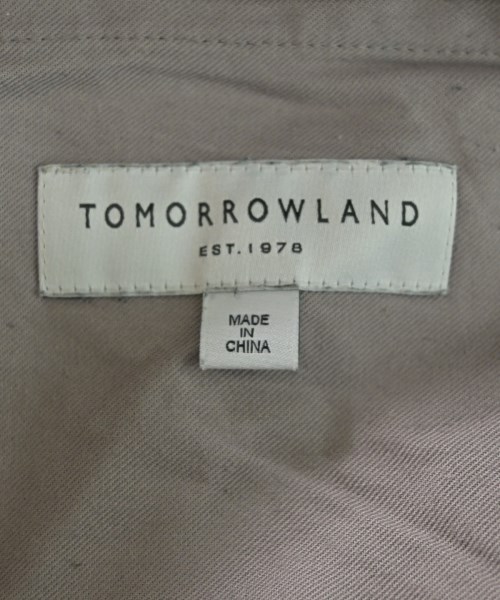 TOMORROWLAND
EST.1978
MADE
IN
CHINA